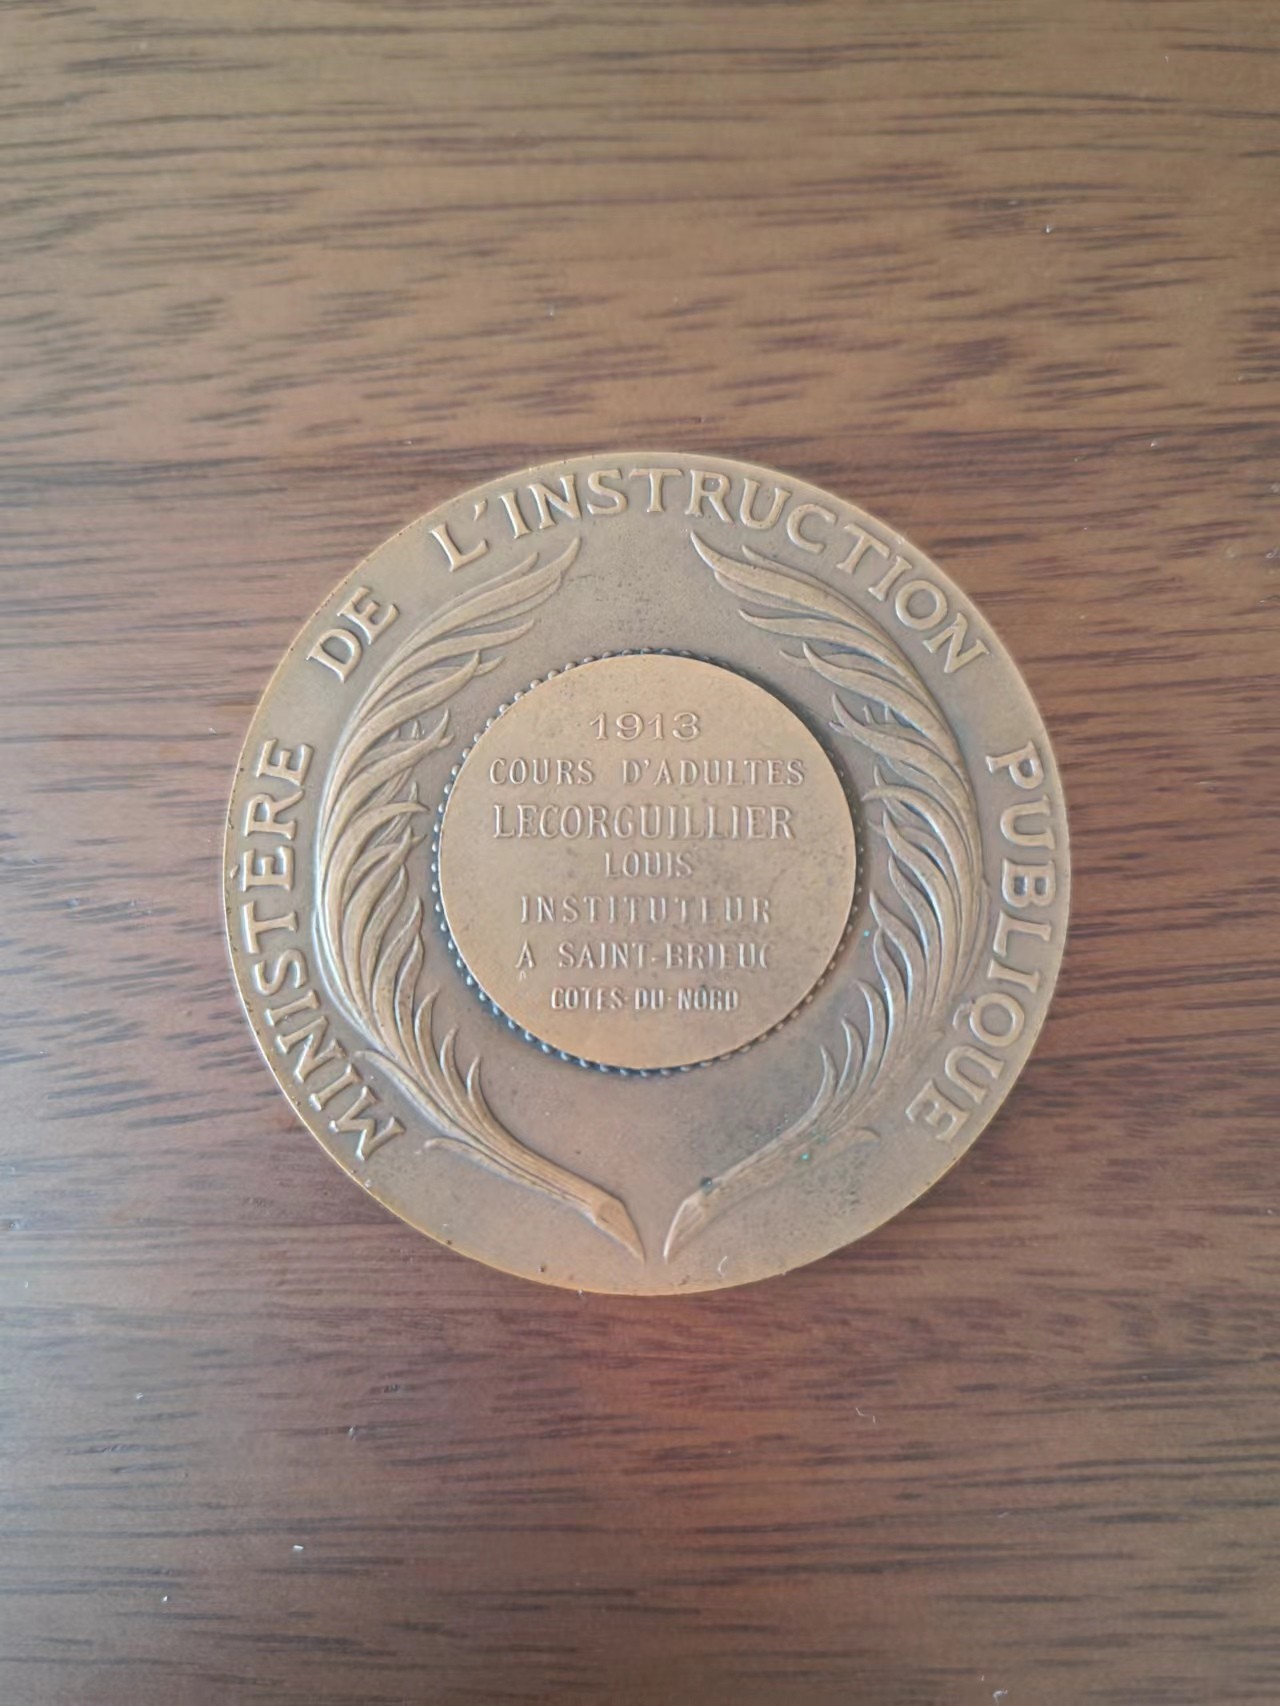 MINISTÈRE DE L'INSTRUCTION PUBLIQUE
1913
COURS D'ADULTES
LECORGUILLIER
LOUIS
INSTITUTEUR
A SAINT-BRIEUC
COTES-DU-NORD